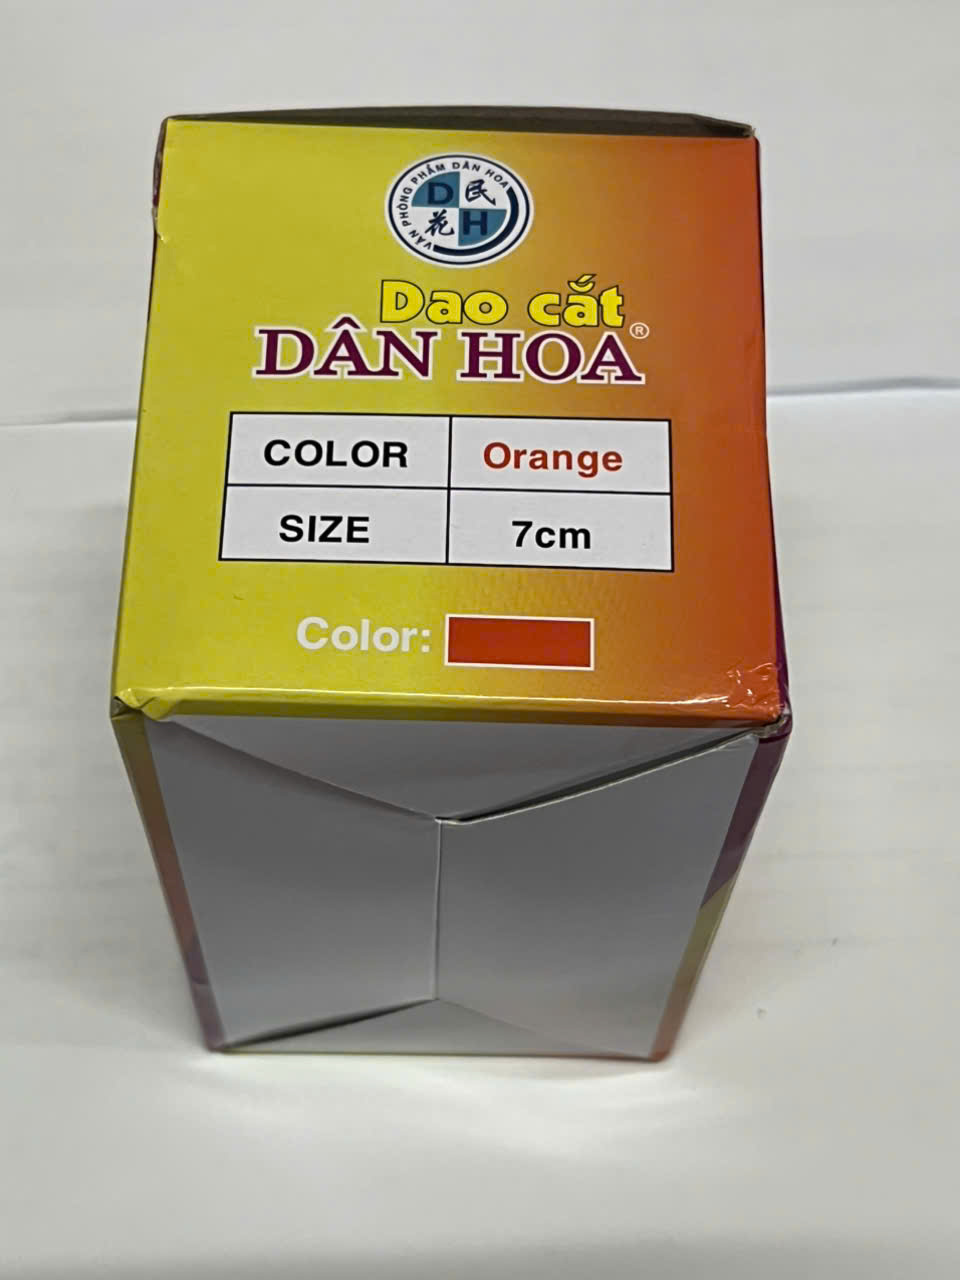 VĂN PHÒNG PHẨM DÂN HOA
D 民
花 H
Dao cắt
DÂN HOA®
COLOR Orange
SIZE 7cm
Color: